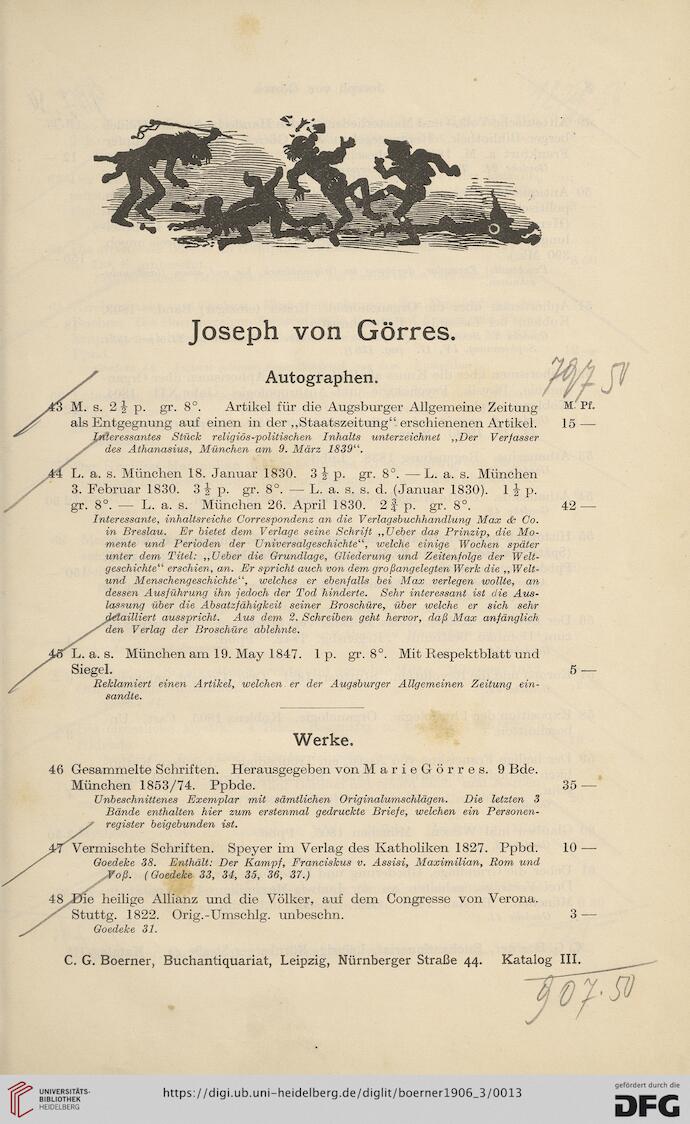 Joseph von Görres.
Autographen.
797 50
M. Pf.
43 M. s. 2½ p. gr. 8°. Artikel für die Augsburger Allgemeine Zeitung
als Entgegnung auf einen in der „Staatszeitung“ erschienenen Artikel. 15 —
Interessantes Stück religiös-politischen Inhalts unterzeichnet „Der Verfasser
des Athanasius, München am 9. März 1839“.
44 L. a. s. München 18. Januar 1830. 3½ p. gr. 8°. — L. a. s. München
3. Februar 1830. 3½ p. gr. 8°. — L. a. s. s. d. (Januar 1830). 1½ p.
gr. 8°. — L. a. s. München 26. April 1830. 2¾ p. gr. 8°. 42 —
Interessante, inhaltsreiche Correspondenz an die Verlagsbuchhandlung Max & Co.
in Breslau. Er bietet dem Verlage seine Schrift „Ueber das Prinzip, die Mo-
mente und Perioden der Universalgeschichte“, welche einige Wochen später
unter dem Titel: „Ueber die Grundlage, Gliederung und Zeitenfolge der Welt-
geschichte“ erschien, an. Er spricht auch von dem großangelegten Werk die „Welt-
und Menschengeschichte“, welches er ebenfalls bei Max verlegen wollte, an
dessen Ausführung ihn jedoch der Tod hinderte. Sehr interessant ist die Aus-
lassung über die Absatzfähigkeit seiner Broschüre, über welche er sich sehr
detailliert ausspricht. Aus dem 2. Schreiben geht hervor, daß Max anfänglich
den Verlag der Broschüre ablehnte.
45 L. a. s. München am 19. May 1847. 1 p. gr. 8°. Mit Respektblatt und
Siegel. 5 —
Reklamiert einen Artikel, welchen er der Augsburger Allgemeinen Zeitung ein-
sandte.
Werke.
46 Gesammelte Schriften. Herausgegeben von Marie Görres. 9 Bde.
München 1853/74. Ppbde. 35 —
Unbeschnittenes Exemplar mit sämtlichen Originalumschlägen. Die letzten 3
Bände enthalten hier zum erstenmal gedruckte Briefe, welchen ein Personen-
register beigebunden ist.
47 Vermischte Schriften. Speyer im Verlag des Katholiken 1827. Ppbd. 10 —
Goedeke 38. Enthält: Der Kampf, Franciskus v. Assisi, Maximilian, Rom und
Voß. (Goedeke 33, 34, 35, 36, 37.)
48 Die heilige Allianz und die Völker, auf dem Congresse von Verona.
Stuttg. 1822. Orig.-Umschlg. unbeschn. 3 —
Goedeke 31.
C. G. Boerner, Buchantiquariat, Leipzig, Nürnberger Straße 44. Katalog III.
907.50
UNIVERSITÄTS-
BIBLIOTHEK
HEIDELBERG
https://digi.ub.uni-heidelberg.de/diglit/boerner1906_3/0013
gefördert durch die
DFG